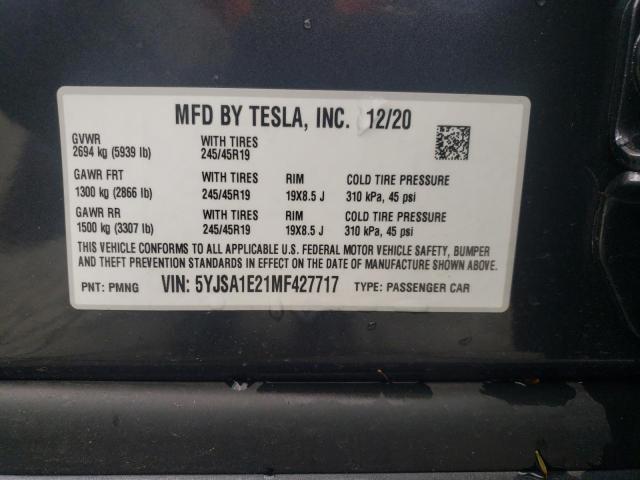 MFD BY TESLA, INC. 12/20
GVWR WITH TIRES
2694 kg (5939 lb) 245/45R19
GAWR FRT WITH TIRES RIM COLD TIRE PRESSURE
1300 kg (2866 lb) 245/45R19 19X8.5 J 310 kPa, 45 psi
GAWR RR WITH TIRES RIM COLD TIRE PRESSURE
1500 kg (3307 lb) 245/45R19 19X8.5 J 310 kPa, 45 psi
THIS VEHICLE CONFORMS TO ALL APPLICABLE U.S. FEDERAL MOTOR VEHICLE SAFETY, BUMPER
AND THEFT PREVENTION STANDARDS IN EFFECT ON THE DATE OF MANUFACTURE SHOWN ABOVE.
PNT: PMNG VIN: 5YJSA1E21MF427717 TYPE: PASSENGER CAR